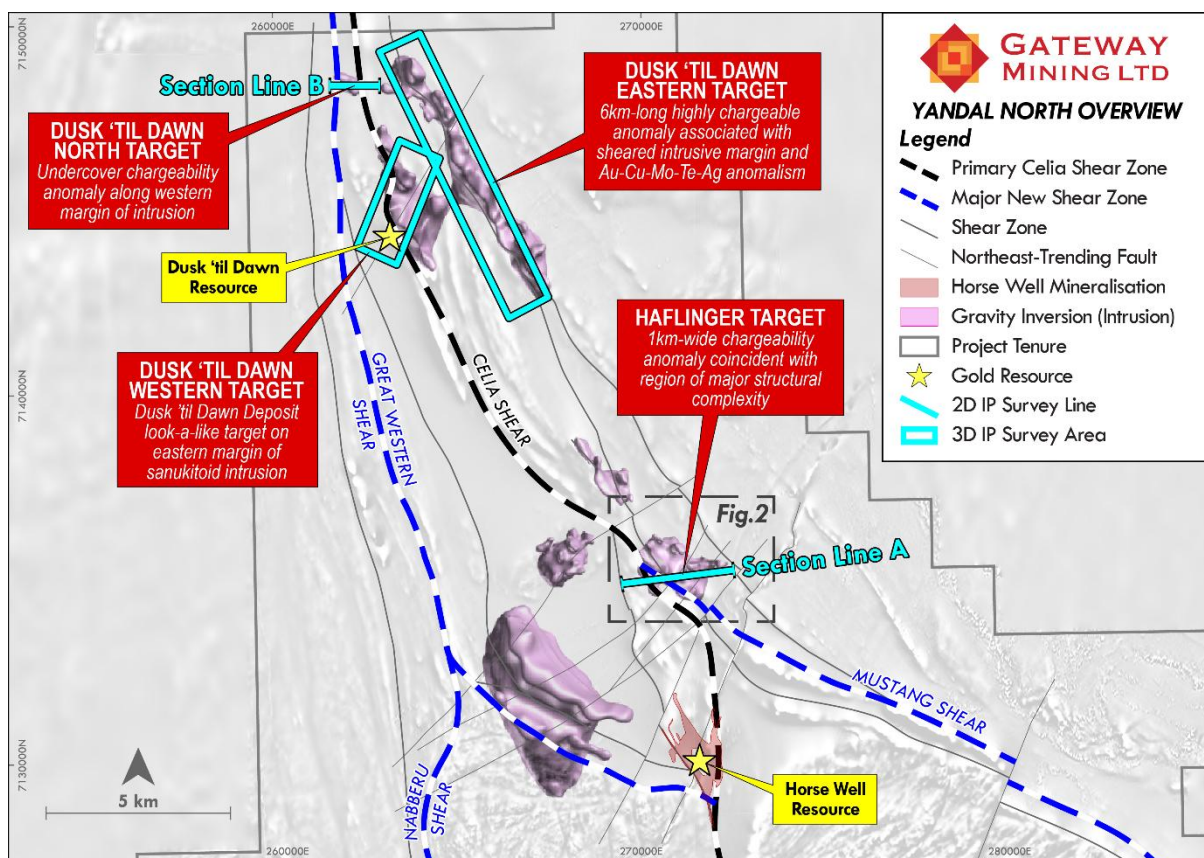 260000E
270000E
7150000N
7140000N
7130000N
Section Line B
DUSK ‘TIL DAWN
NORTH TARGET
Undercover chargeability
anomaly along western
margin of intrusion
DUSK ‘TIL DAWN
EASTERN TARGET
6km-long highly chargeable
anomaly associated with
sheared intrusive margin and
Au-Cu-Mo-Te-Ag anomalism
Dusk ‘til Dawn
Resource
DUSK ‘TIL DAWN
WESTERN TARGET
Dusk ’til Dawn Deposit
look-a-like target on
eastern margin of
sanukitoid intrusion
HAFLINGER TARGET
1km-wide chargeability
anomaly coincident with
region of major structural
complexity
GREAT WESTERN
SHEAR
CELIA SHEAR
Fig.2
Section Line A
MUSTANG SHEAR
NABBERU
SHEAR
Horse Well
Resource
5 km
260000E
270000E
280000E
GATEWAY
MINING LTD
YANDAL NORTH OVERVIEW
Legend
Primary Celia Shear Zone
Major New Shear Zone
Shear Zone
Northeast-Trending Fault
Horse Well Mineralisation
Gravity Inversion (Intrusion)
Project Tenure
Gold Resource
2D IP Survey Line
3D IP Survey Area